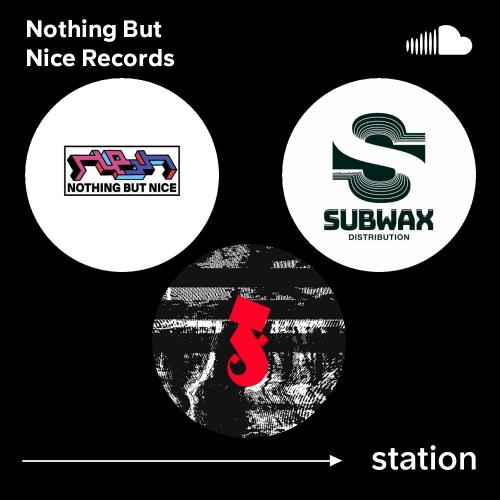 Nothing But
Nice Records
NOTHING BUT NICE
SUBWAX
DISTRIBUTION
station